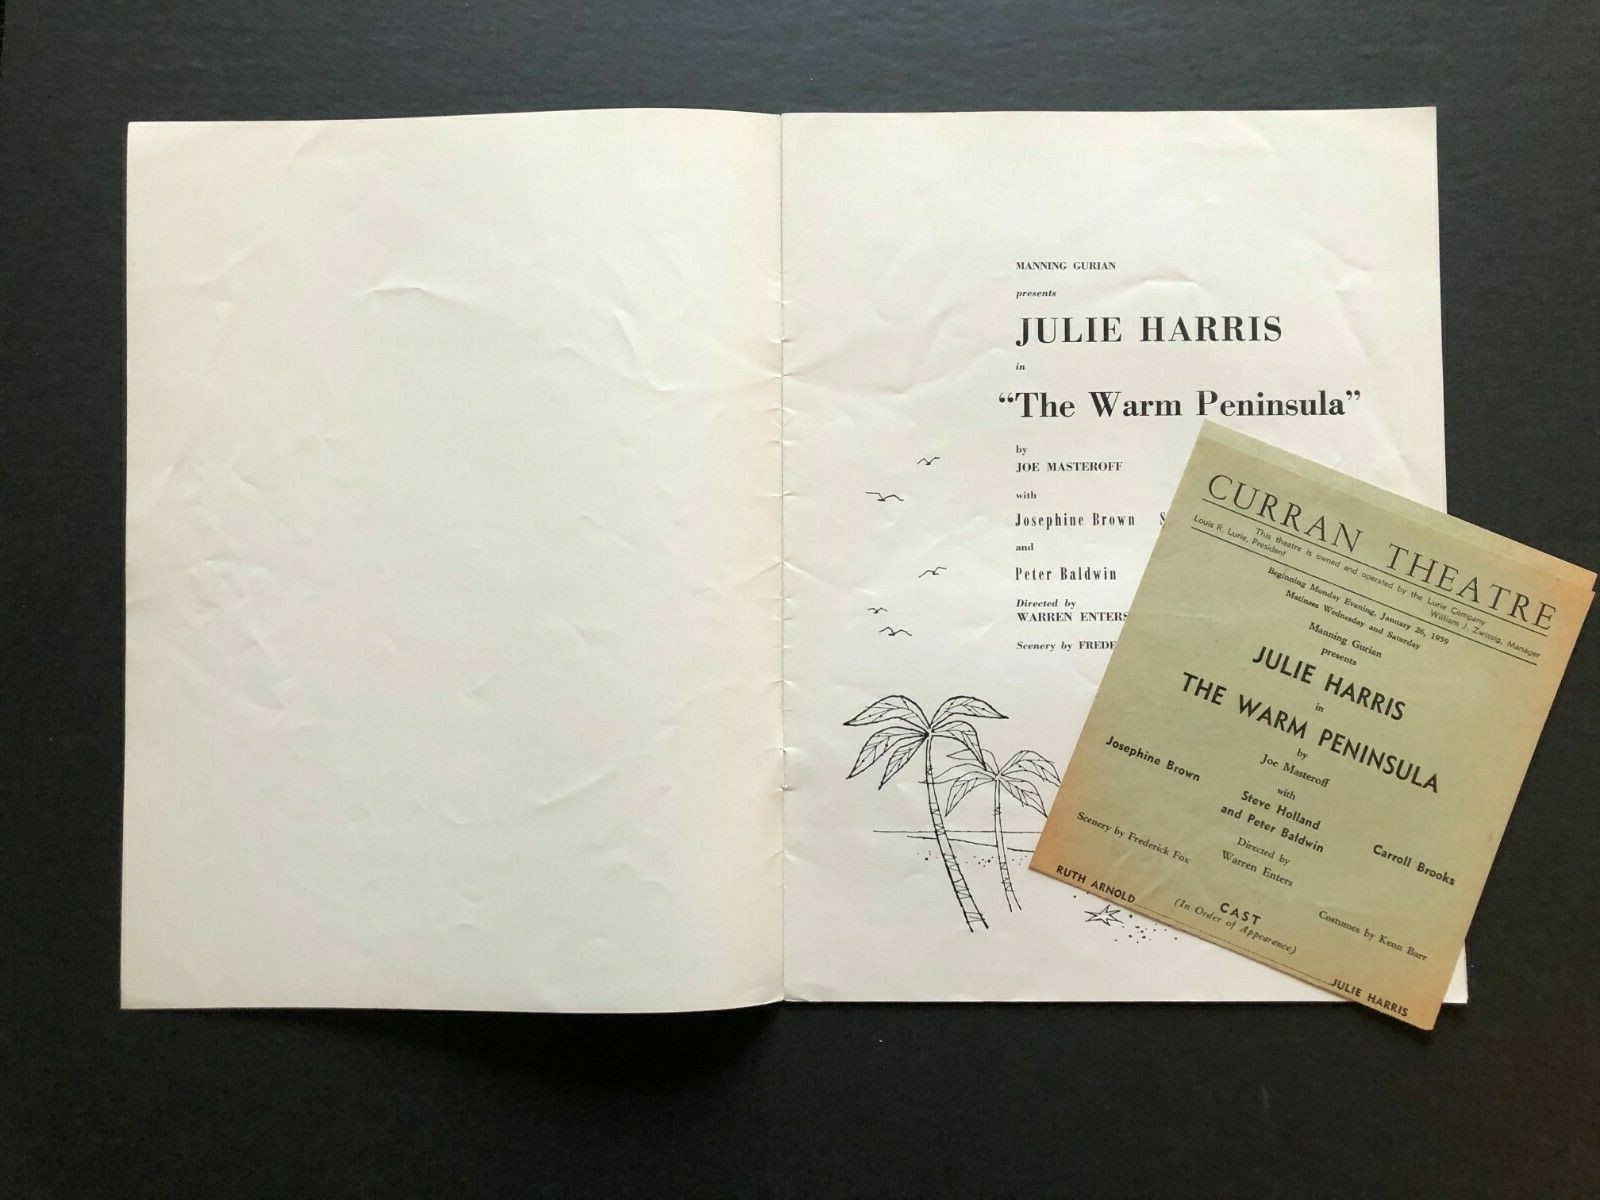 MANNING GURIAN
presents
JULIE HARRIS
in
“The Warm Peninsula”
by
JOE MASTEROFF
with
Josephine Brown S
and
Peter Baldwin
Directed by
WARREN ENTERS
Scenery by FREDE
CURRAN THEATRE
This theatre is owned and operated by the Lurie Company
Louis R. Lurie, President William J. Zwissig, Manager
Beginning Monday Evening, January 26, 1959
Matinees Wednesday and Saturday
Manning Gurian
presents
JULIE HARRIS
in
THE WARM PENINSULA
by
Joe Masteroff
with
Josephine Brown Steve Holland Carroll Brooks
and Peter Baldwin
Directed by
Scenery by Frederick Fox Warren Enters Costumes by Kenn Barr
CAST
(In Order of Appearance)
RUTH ARNOLD JULIE HARRIS